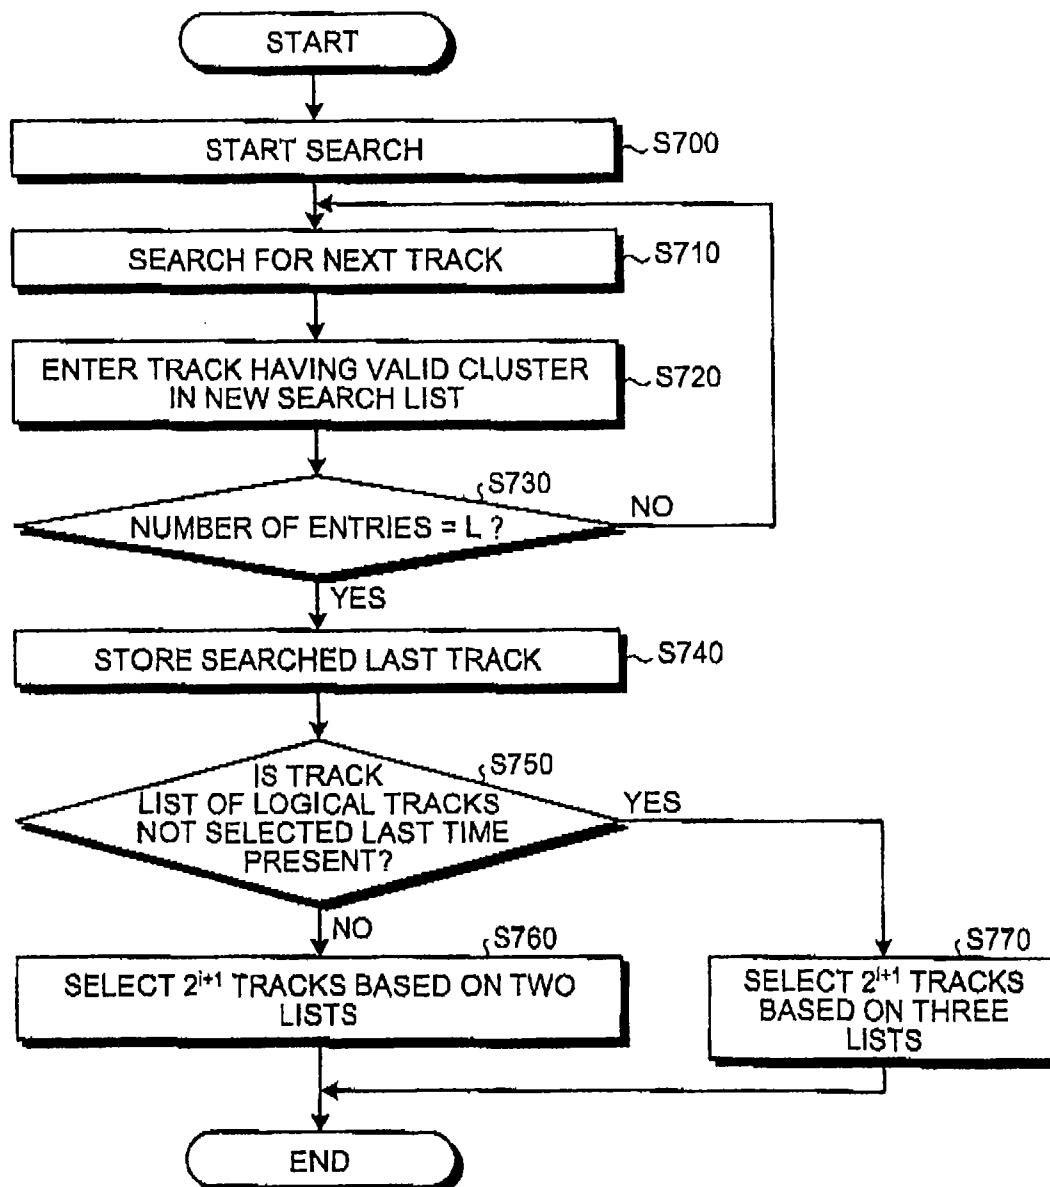 START
START SEARCH
S700
SEARCH FOR NEXT TRACK
S710
ENTER TRACK HAVING VALID CLUSTER
IN NEW SEARCH LIST
S720
S730
NUMBER OF ENTRIES = L ?
NO
YES
STORE SEARCHED LAST TRACK
S740
S750
IS TRACK
LIST OF LOGICAL TRACKS
NOT SELECTED LAST TIME
PRESENT?
YES
NO
S760
SELECT 2^{i+1} TRACKS BASED ON TWO
LISTS
S770
SELECT 2^{i+1} TRACKS
BASED ON THREE
LISTS
END